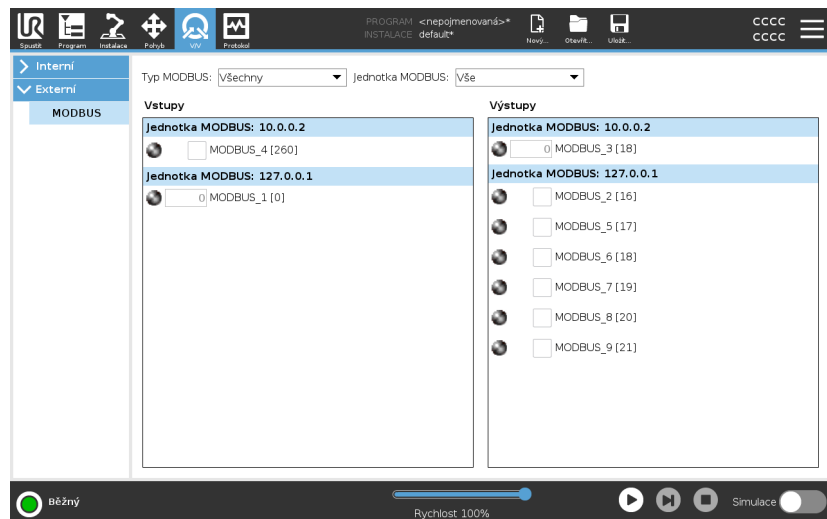 UR
PROGRAM <nepojmenovaná>*
INSTALACE default*
CCCC
CCCC
Spustit Program Instalace Pohyb V/V Protokol Nový... Otevřít... Uložit...
Interní
Externí
MODBUS
Typ MODBUS: Všechny Jednotka MODBUS: Vše
Vstupy
Jednotka MODBUS: 10.0.0.2
MODBUS_4 [260]
Jednotka MODBUS: 127.0.0.1
0 MODBUS_1 [0]
Výstupy
Jednotka MODBUS: 10.0.0.2
0 MODBUS_3 [18]
Jednotka MODBUS: 127.0.0.1
MODBUS_2 [16]
MODBUS_5 [17]
MODBUS_6 [18]
MODBUS_7 [19]
MODBUS_8 [20]
MODBUS_9 [21]
Běžný
Rychlost 100%
Simulace